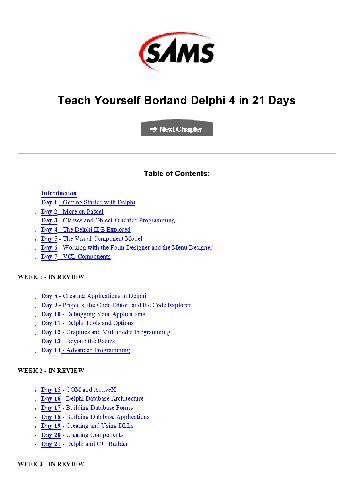 SAMS
Teach Yourself Borland Delphi 4 in 21 Days
Next Chapter
Table of Contents:
Introduction
Day 1 - Getting Started with Delphi
Day 2 - More on Pascal
Day 3 - Classes and Object-Oriented Programming
Day 4 - The Delphi IDE Explored
Day 5 - The Visual Component Model
Day 6 - Working with the Form Designer and the Menu Designer
Day 7 - VCL Components
WEEK 1 - IN REVIEW
Day 8 - Creating Applications in Delphi
Day 9 - Projects, the Code Editor, and the Code Explorer
Day 10 - Debugging Your Applications
Day 11 - Delphi Tools and Options
Day 12 - Graphics and Multimedia Programming
Day 13 - Beyond the Basics
Day 14 - Advanced Programming
WEEK 2 - IN REVIEW
Day 15 - COM and ActiveX
Day 16 - Delphi Database Architecture
Day 17 - Building Database Forms
Day 18 - Building Database Applications
Day 19 - Creating and Using DLLs
Day 20 - Creating Components
Day 21 - Delphi and C++Builder
WEEK 3 - IN REVIEW